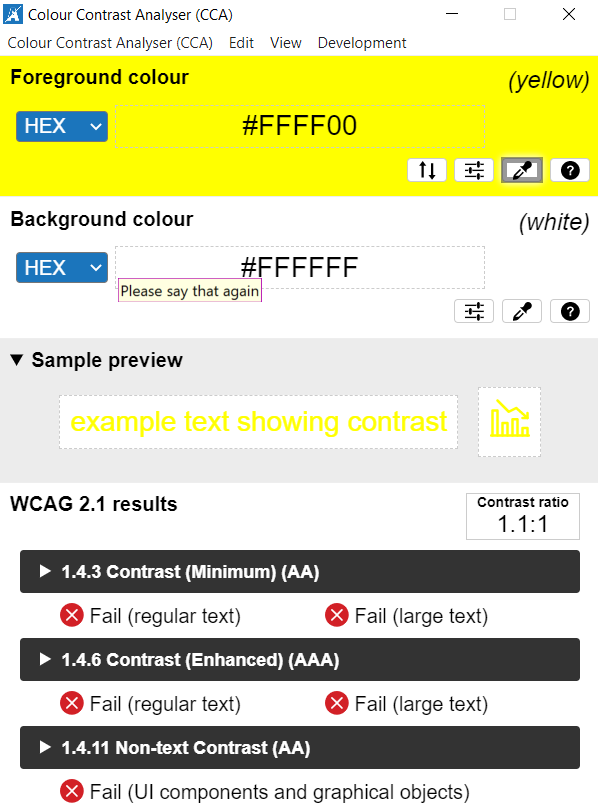 Colour Contrast Analyser (CCA)
Colour Contrast Analyser (CCA) Edit View Development
Foreground colour (yellow)
HEX #FFFF00
Background colour (white)
HEX #FFFFFF
Please say that again
▼ Sample preview
example text showing contrast
WCAG 2.1 results
Contrast ratio
1.1:1
1.4.3 Contrast (Minimum) (AA)
Fail (regular text) Fail (large text)
1.4.6 Contrast (Enhanced) (AAA)
Fail (regular text) Fail (large text)
1.4.11 Non-text Contrast (AA)
Fail (UI components and graphical objects)